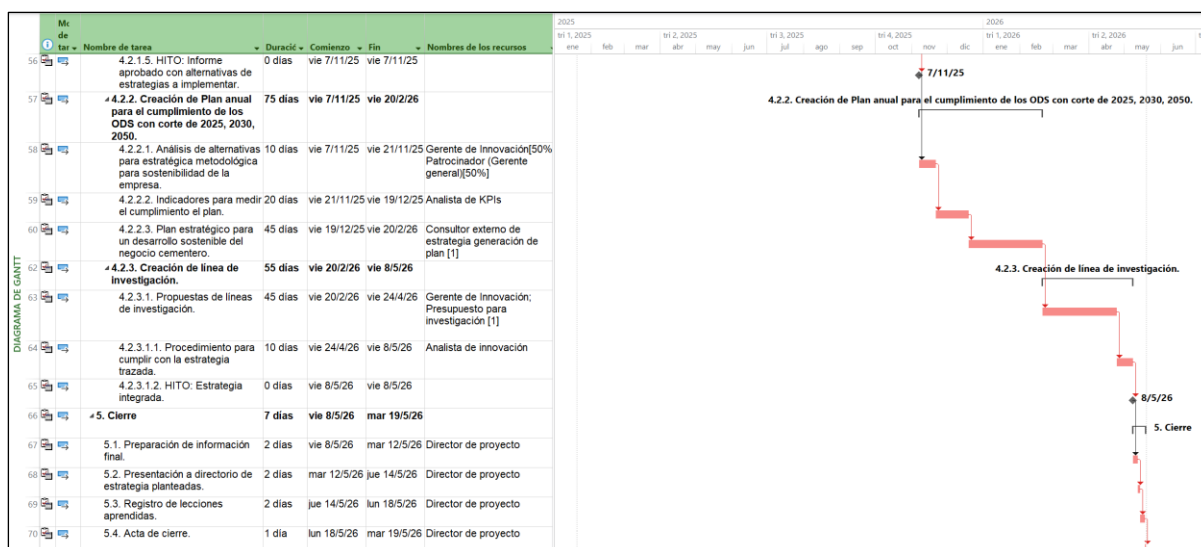 DIAGRAMA DE GANTT
Mc
de
tar
Nombre de tarea Duració Comienzo Fin Nombres de los recursos
56 4.2.1.5. HITO: Informe 0 días vie 7/11/25 vie 7/11/25
aprobado con alternativas de
estrategias a implementar.
57 4.2.2. Creación de Plan anual 75 días vie 7/11/25 vie 20/2/26
para el cumplimiento de los
ODS con corte de 2025, 2030,
2050.
58 4.2.2.1. Análisis de alternativas 10 días vie 7/11/25 vie 21/11/25 Gerente de Innovación[50%
para estratégica metodológica Patrocinador (Gerente
para sostenibilidad de la general)[50%]
empresa.
59 4.2.2.2. Indicadores para medir 20 días vie 21/11/25 vie 19/12/25 Analista de KPIs
el cumplimiento el plan.
60 4.2.2.3. Plan estratégico para 45 días vie 19/12/25 vie 20/2/26 Consultor externo de
un desarrollo sostenible del estrategia generación de
negocio cementero. plan [1]
62 4.2.3. Creación de línea de 55 días vie 20/2/26 vie 8/5/26
investigación.
63 4.2.3.1. Propuestas de líneas 45 días vie 20/2/26 vie 24/4/26 Gerente de Innovación;
de investigación. Presupuesto para
investigación [1]
64 4.2.3.1.1. Procedimiento para 10 días vie 24/4/26 vie 8/5/26 Analista de innovación
cumplir con la estrategia
trazada.
65 4.2.3.1.2. HITO: Estrategia 0 días vie 8/5/26 vie 8/5/26
integrada.
66 5. Cierre 7 días vie 8/5/26 mar 19/5/26
67 5.1. Preparación de información 2 días vie 8/5/26 mar 12/5/26 Director de proyecto
final.
68 5.2. Presentación a directorio de 2 días mar 12/5/26 jue 14/5/26 Director de proyecto
estrategia planteadas.
69 5.3. Registro de lecciones 2 días jue 14/5/26 lun 18/5/26 Director de proyecto
aprendidas.
70 5.4. Acta de cierre. 1 día lun 18/5/26 mar 19/5/26 Director de proyecto
2025 2026
tri 1, 2025 tri 2, 2025 tri 3, 2025 tri 4, 2025 tri 1, 2026 tri 2, 2026 t
ene feb mar abr may jun jul ago sep oct nov dic ene feb mar abr may jun
7/11/25
4.2.2. Creación de Plan anual para el cumplimiento de los ODS con corte de 2025, 2030, 2050.
4.2.3. Creación de línea de investigación.
8/5/26
5. Cierre